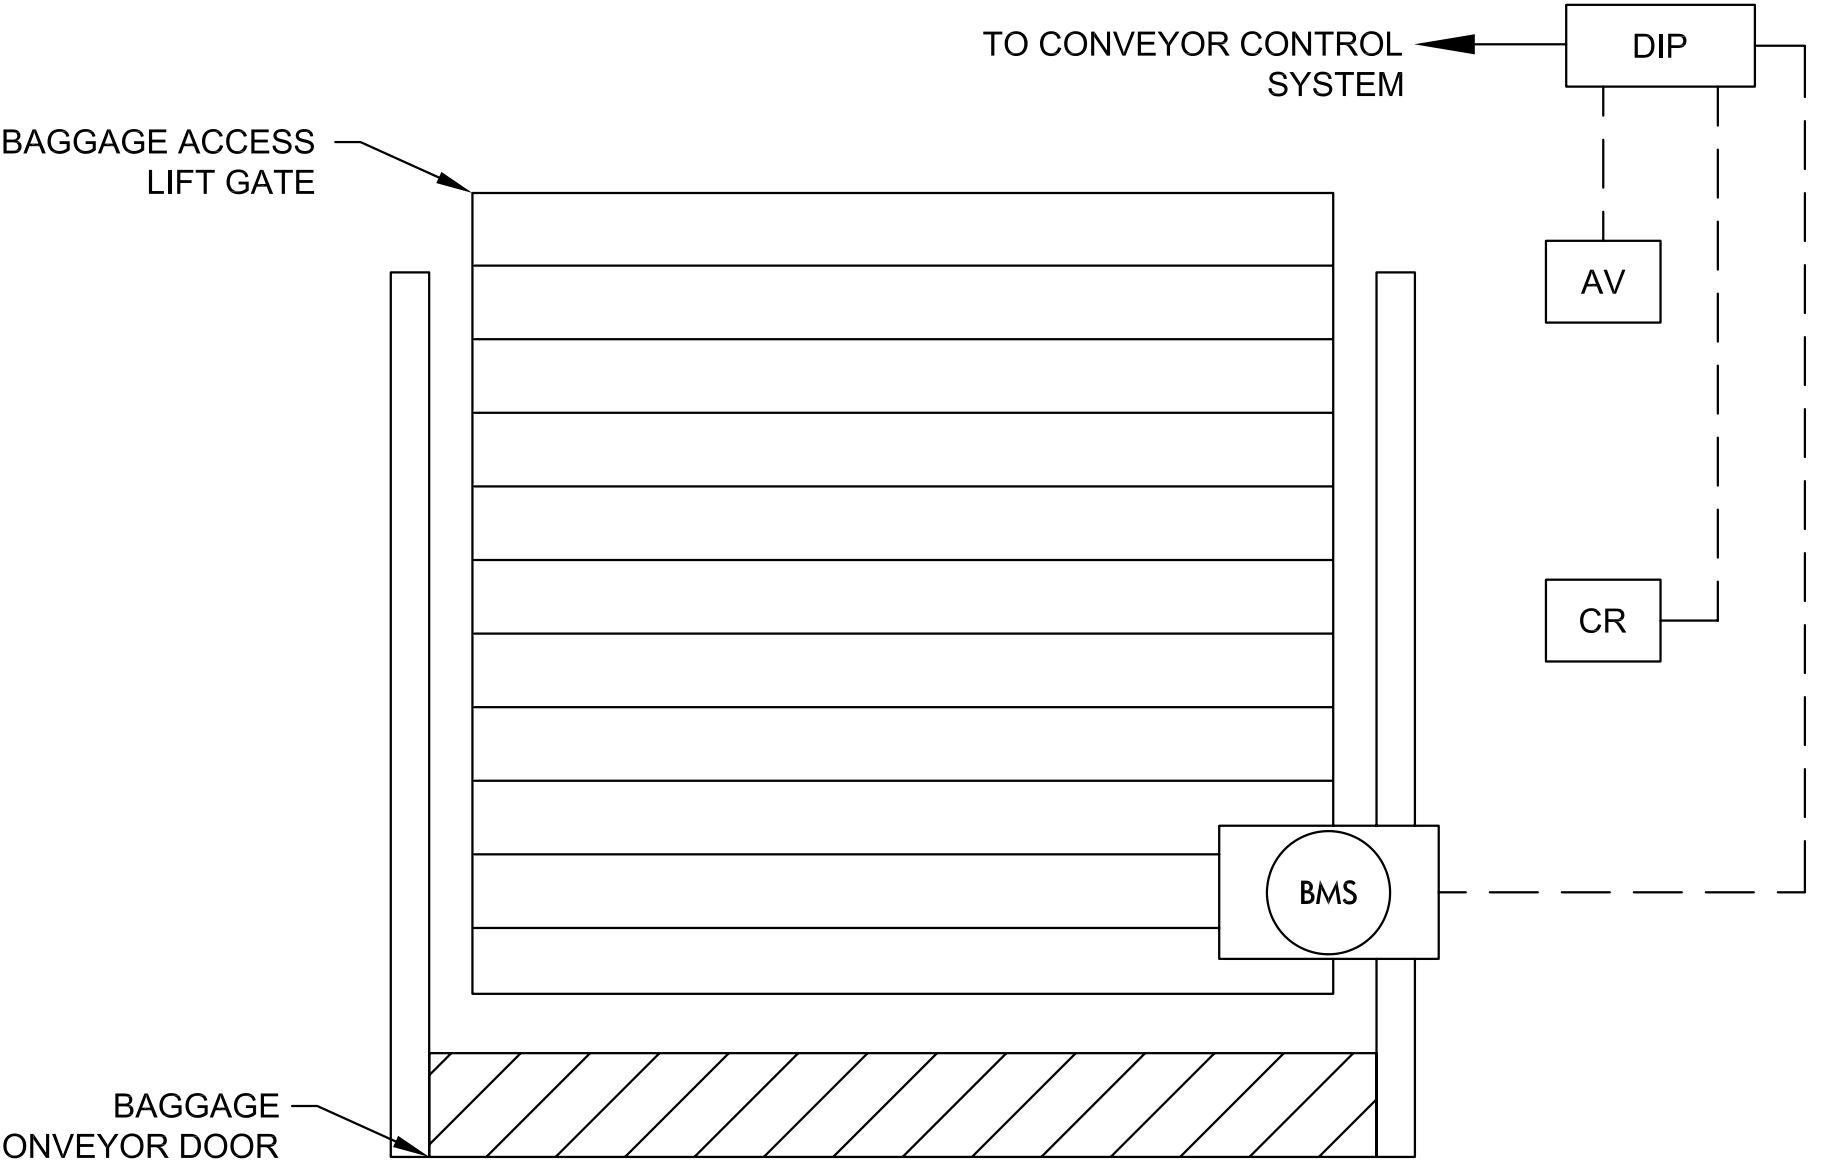 TO CONVEYOR CONTROL
SYSTEM
DIP
BAGGAGE ACCESS
LIFT GATE
AV
CR
BMS
BAGGAGE
ONVEYOR DOOR